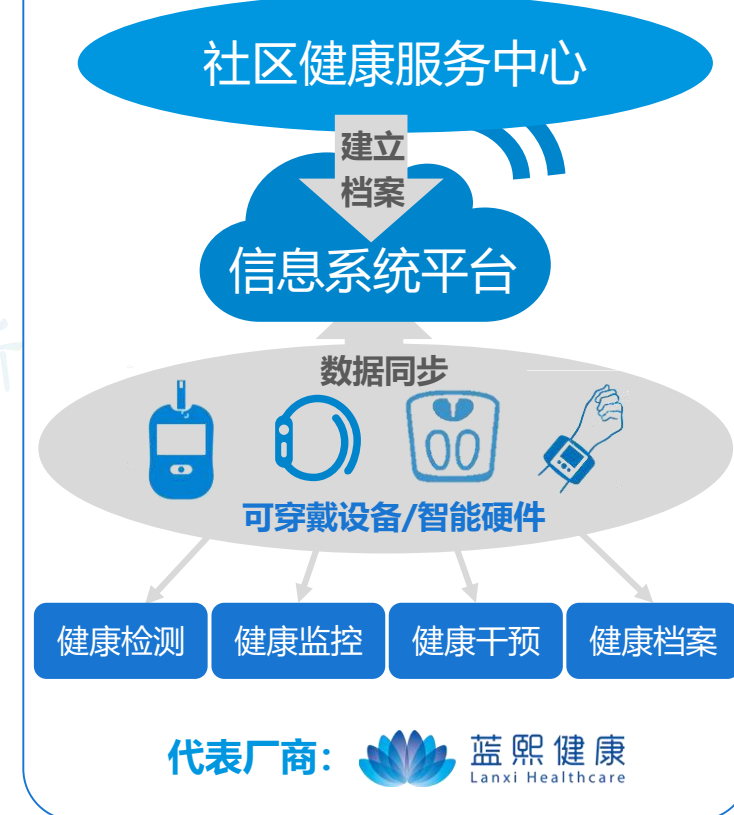 社区健康服务中心
建立
档案
信息系统平台
数据同步
可穿戴设备/智能硬件
健康检测
健康监控
健康干预
健康档案
代表厂商：
蓝熙健康
Lanxi Healthcare